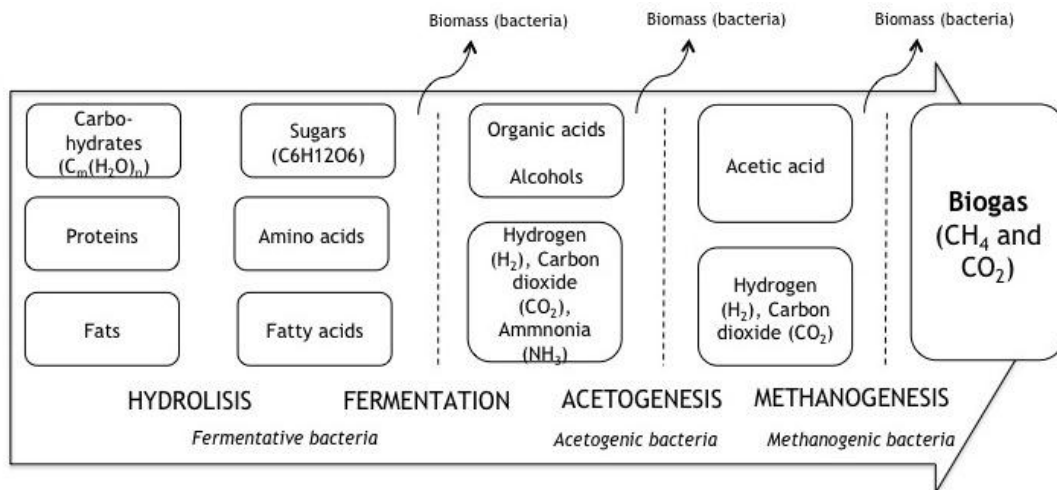 Biomass (bacteria)
Biomass (bacteria)
Biomass (bacteria)
Carbo-
hydrates
(Cₘ(H₂O)ₙ)
Sugars
(C6H12O6)
Organic acids
Alcohols
Acetic acid
Biogas
(CH₄ and
CO₂)
Proteins
Amino acids
Hydrogen
(H₂), Carbon
dioxide
(CO₂),
Ammnonia
(NH₃)
Hydrogen
(H₂), Carbon
dioxide (CO₂)
Fats
Fatty acids
HYDROLISIS
FERMENTATION
ACETOGENESIS
METHANOGENESIS
Fermentative bacteria
Acetogenic bacteria
Methanogenic bacteria